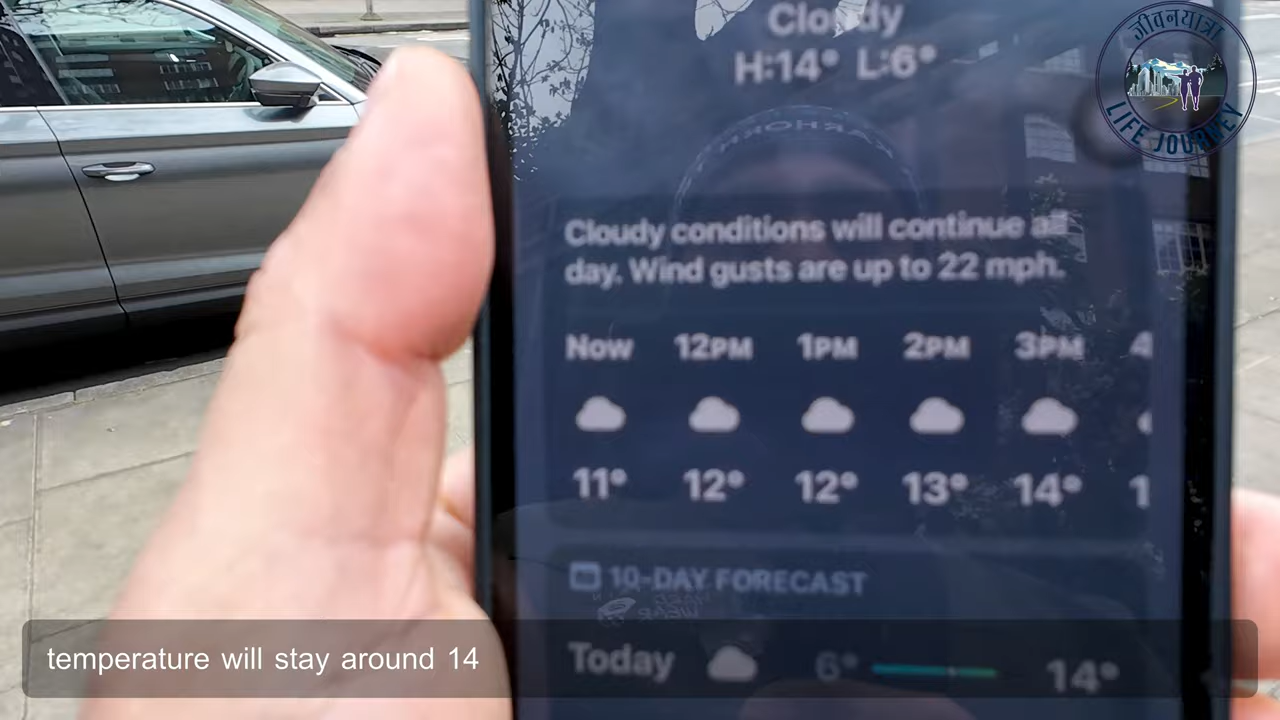 Cloudy
H:14° L:6°
जीवनयात्रा
LIFE JOURNEY
Cloudy conditions will continue all
day. Wind gusts are up to 22 mph.
Now 12PM 1PM 2PM 3PM 4
11° 12° 12° 13° 14° 1
10-DAY FORECAST
Today 6° 14°
temperature will stay around 14